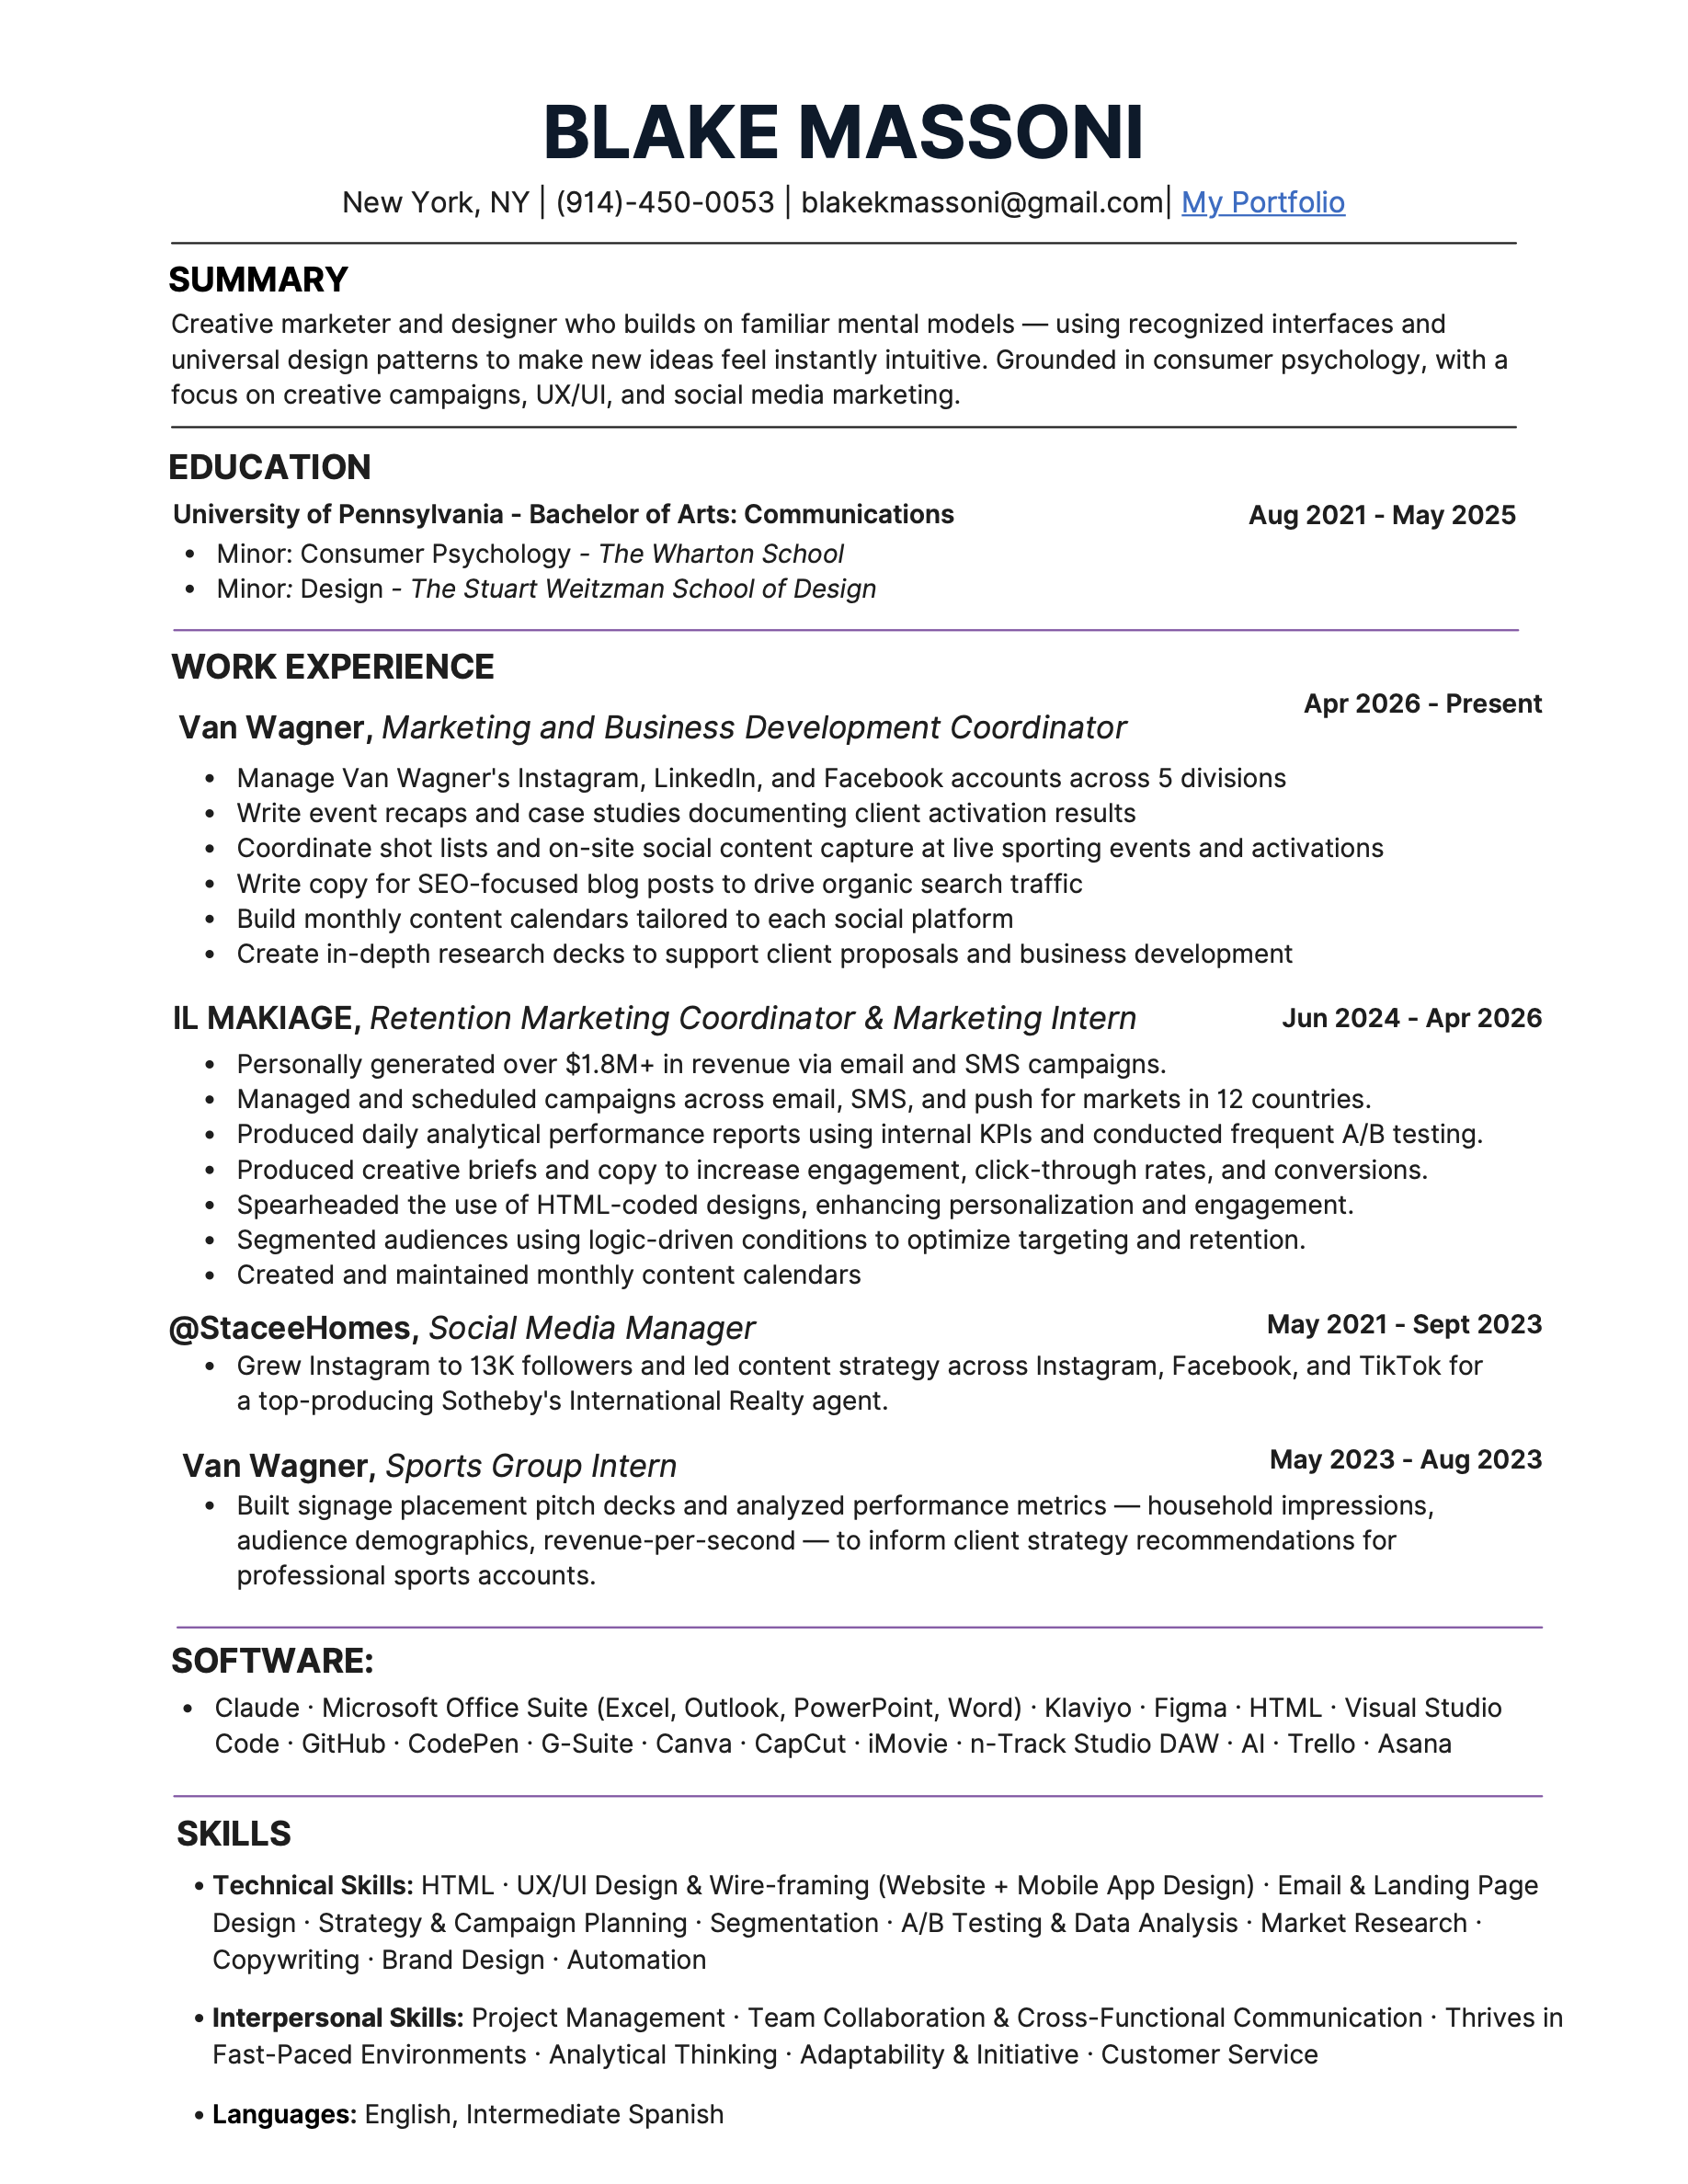 BLAKE MASSONI
New York, NY | (914)-450-0053 | blakekmassoni@gmail.com| My Portfolio
SUMMARY
Creative marketer and designer who builds on familiar mental models — using recognized interfaces and
universal design patterns to make new ideas feel instantly intuitive. Grounded in consumer psychology, with a
focus on creative campaigns, UX/UI, and social media marketing.
EDUCATION
University of Pennsylvania - Bachelor of Arts: Communications Aug 2021 - May 2025
• Minor: Consumer Psychology - The Wharton School
• Minor: Design - The Stuart Weitzman School of Design
WORK EXPERIENCE
Apr 2026 - Present
Van Wagner, Marketing and Business Development Coordinator
• Manage Van Wagner's Instagram, LinkedIn, and Facebook accounts across 5 divisions
• Write event recaps and case studies documenting client activation results
• Coordinate shot lists and on-site social content capture at live sporting events and activations
• Write copy for SEO-focused blog posts to drive organic search traffic
• Build monthly content calendars tailored to each social platform
• Create in-depth research decks to support client proposals and business development
IL MAKIAGE, Retention Marketing Coordinator & Marketing Intern Jun 2024 - Apr 2026
• Personally generated over $1.8M+ in revenue via email and SMS campaigns.
• Managed and scheduled campaigns across email, SMS, and push for markets in 12 countries.
• Produced daily analytical performance reports using internal KPIs and conducted frequent A/B testing.
• Produced creative briefs and copy to increase engagement, click-through rates, and conversions.
• Spearheaded the use of HTML-coded designs, enhancing personalization and engagement.
• Segmented audiences using logic-driven conditions to optimize targeting and retention.
• Created and maintained monthly content calendars
@StaceeHomes, Social Media Manager May 2021 - Sept 2023
• Grew Instagram to 13K followers and led content strategy across Instagram, Facebook, and TikTok for
a top-producing Sotheby's International Realty agent.
Van Wagner, Sports Group Intern May 2023 - Aug 2023
• Built signage placement pitch decks and analyzed performance metrics — household impressions,
audience demographics, revenue-per-second — to inform client strategy recommendations for
professional sports accounts.
SOFTWARE:
• Claude · Microsoft Office Suite (Excel, Outlook, PowerPoint, Word) · Klaviyo · Figma · HTML · Visual Studio
Code · GitHub · CodePen · G-Suite · Canva · CapCut · iMovie · n-Track Studio DAW · AI · Trello · Asana
SKILLS
• Technical Skills: HTML · UX/UI Design & Wire-framing (Website + Mobile App Design) · Email & Landing Page
Design · Strategy & Campaign Planning · Segmentation · A/B Testing & Data Analysis · Market Research ·
Copywriting · Brand Design · Automation
• Interpersonal Skills: Project Management · Team Collaboration & Cross-Functional Communication · Thrives in
Fast-Paced Environments · Analytical Thinking · Adaptability & Initiative · Customer Service
• Languages: English, Intermediate Spanish